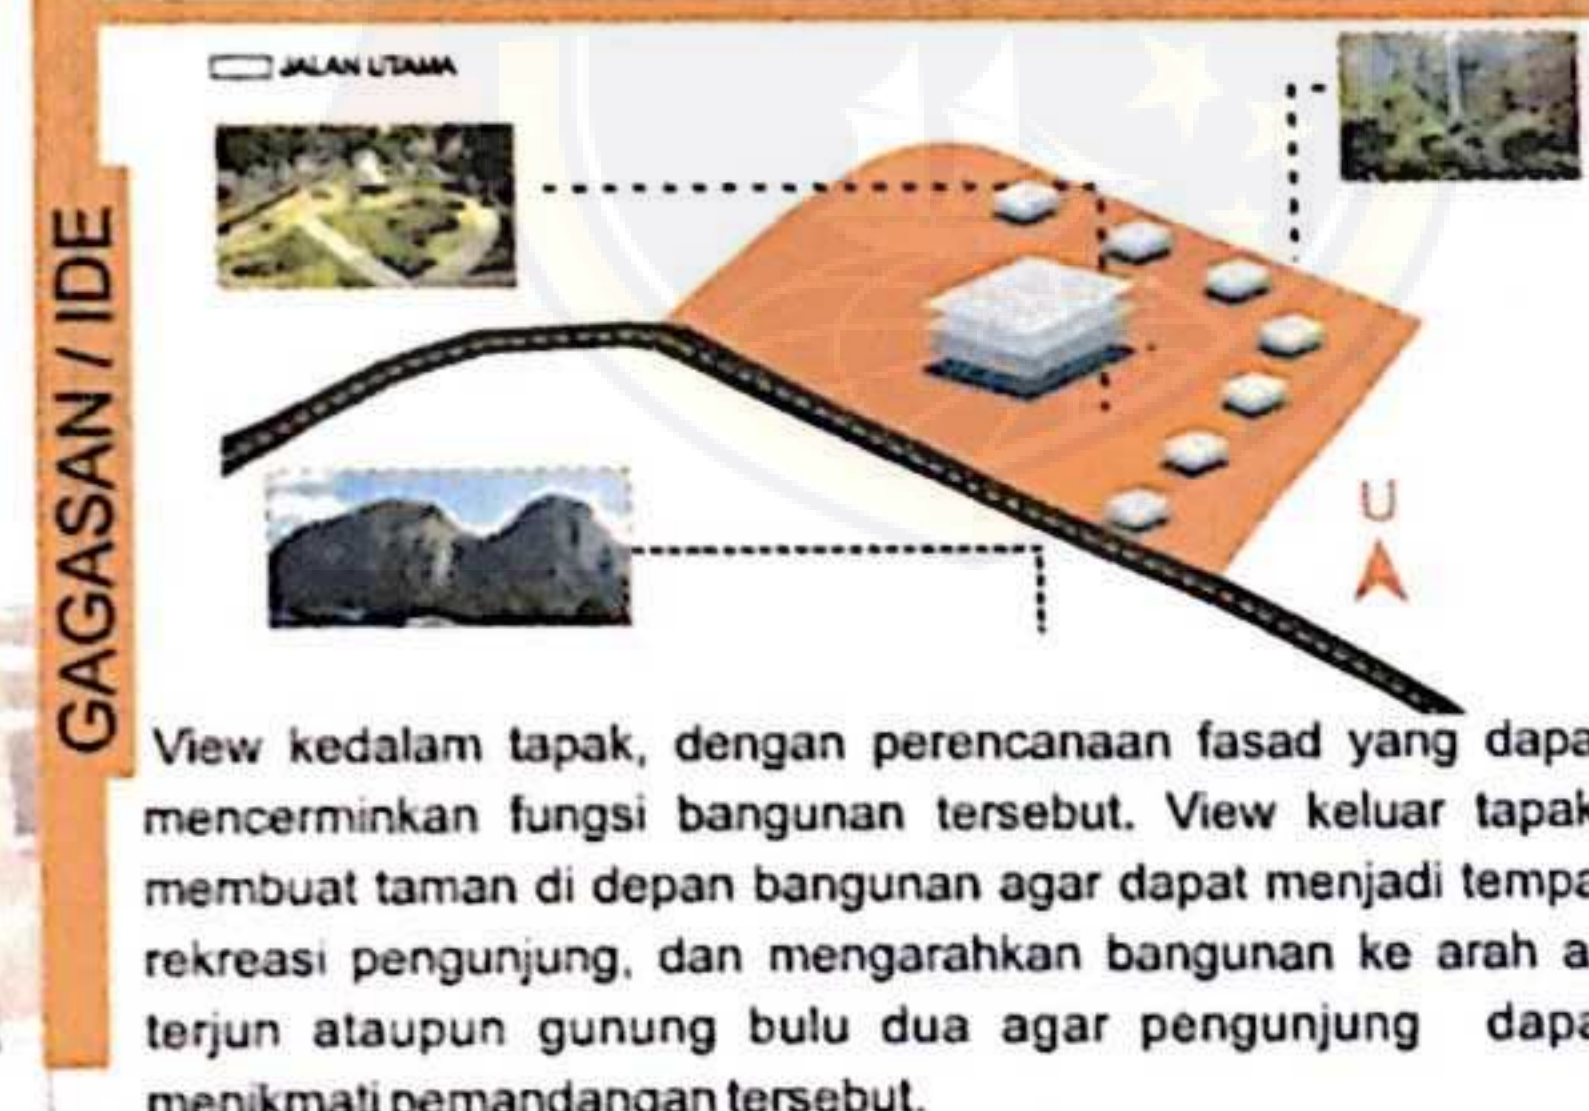 JALAN UTAMA
GAGASAN / IDE
U
View kedalam tapak, dengan perencanaan fasad yang dapa
mencerminkan fungsi bangunan tersebut. View keluar tapak
membuat taman di depan bangunan agar dapat menjadi tempa
rekreasi pengunjung, dan mengarahkan bangunan ke arah a
terjun ataupun gunung bulu dua agar pengunjung dapa
menikmati pemandangan tersebut.